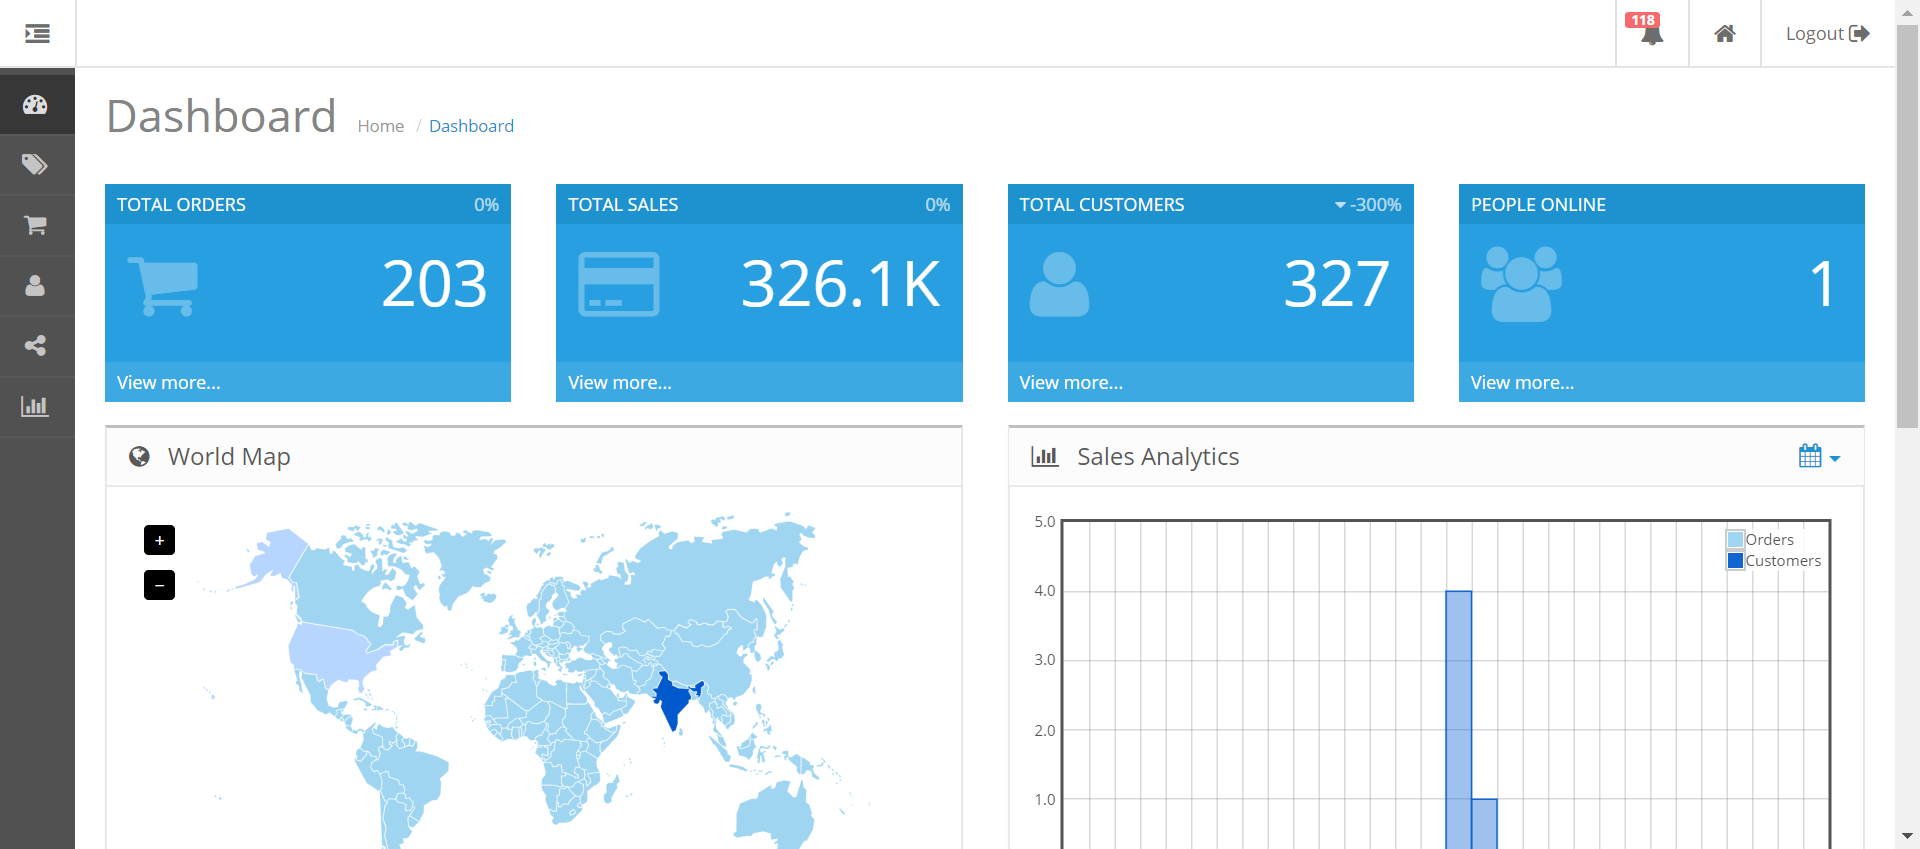 118
Logout
Dashboard
Home / Dashboard
TOTAL ORDERS 0%
203
View more...
TOTAL SALES 0%
326.1K
View more...
TOTAL CUSTOMERS -300%
327
View more...
PEOPLE ONLINE
1
View more...
World Map
+
−
Sales Analytics
5.0
4.0
3.0
2.0
1.0
Orders
Customers